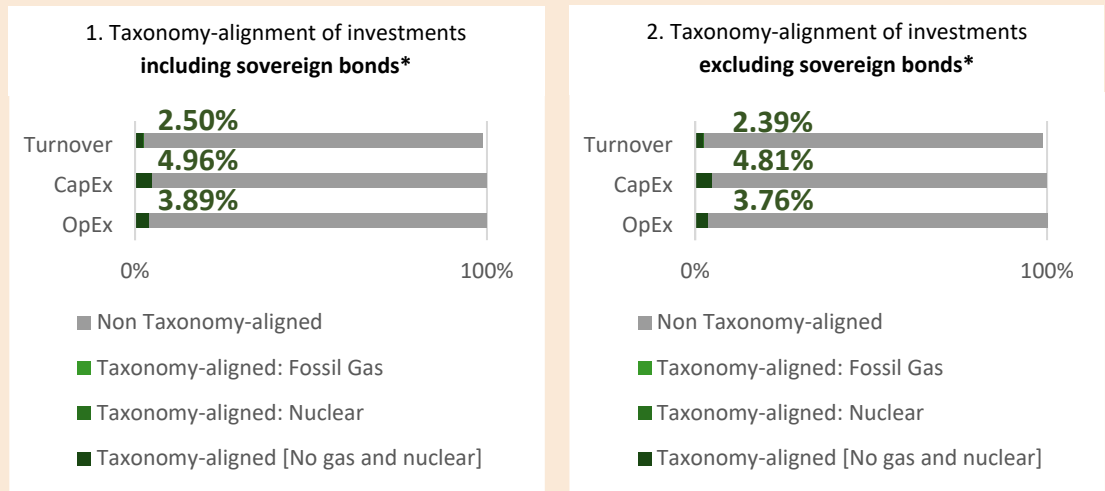 1. Taxonomy-alignment of investments
including sovereign bonds*
2.50%
Turnover
4.96%
CapEx
3.89%
OpEx
0%
100%
Non Taxonomy-aligned
Taxonomy-aligned: Fossil Gas
Taxonomy-aligned: Nuclear
Taxonomy-aligned [No gas and nuclear]
2. Taxonomy-alignment of investments
excluding sovereign bonds*
2.39%
Turnover
4.81%
CapEx
3.76%
OpEx
0%
100%
Non Taxonomy-aligned
Taxonomy-aligned: Fossil Gas
Taxonomy-aligned: Nuclear
Taxonomy-aligned [No gas and nuclear]